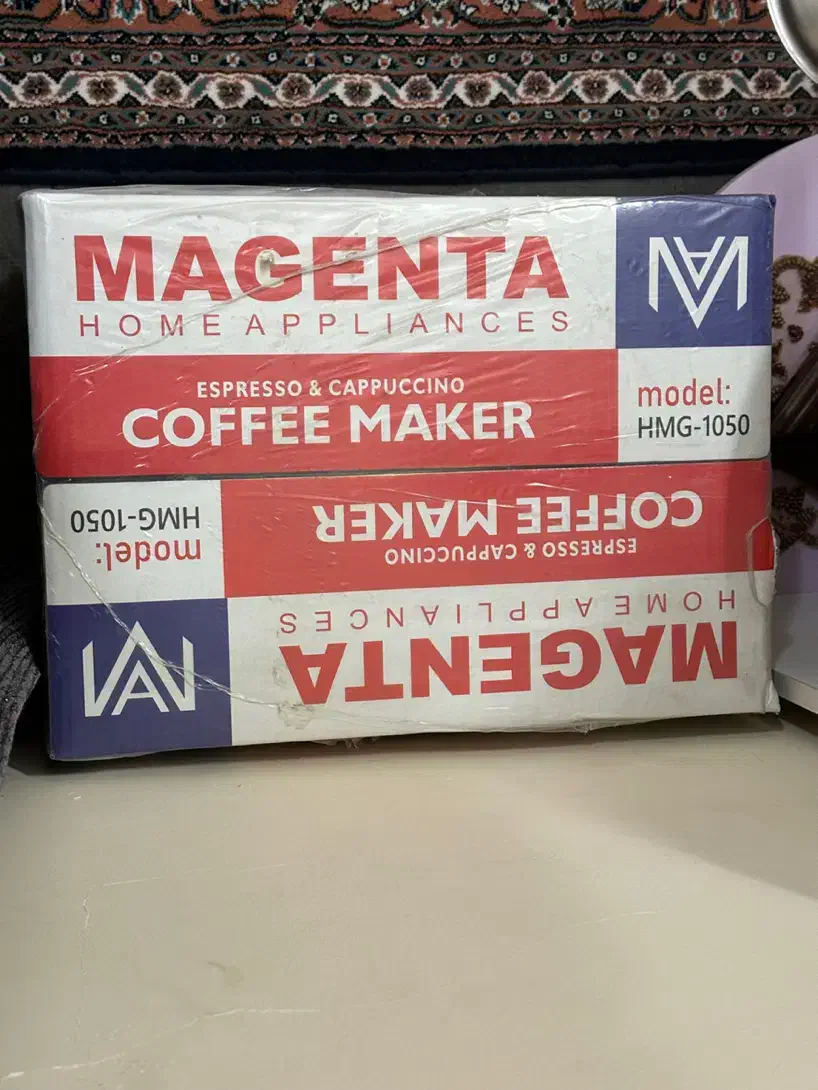 MAGENTA
HOME APPLIANCES
ESPRESSO & CAPPUCCINO
COFFEE MAKER
model:
HMG-1050
COFFEE MAKER
ESPRESSO & CAPPUCCINO
HMG-1050
model:
HOME APPLIANCES
MAGENTA